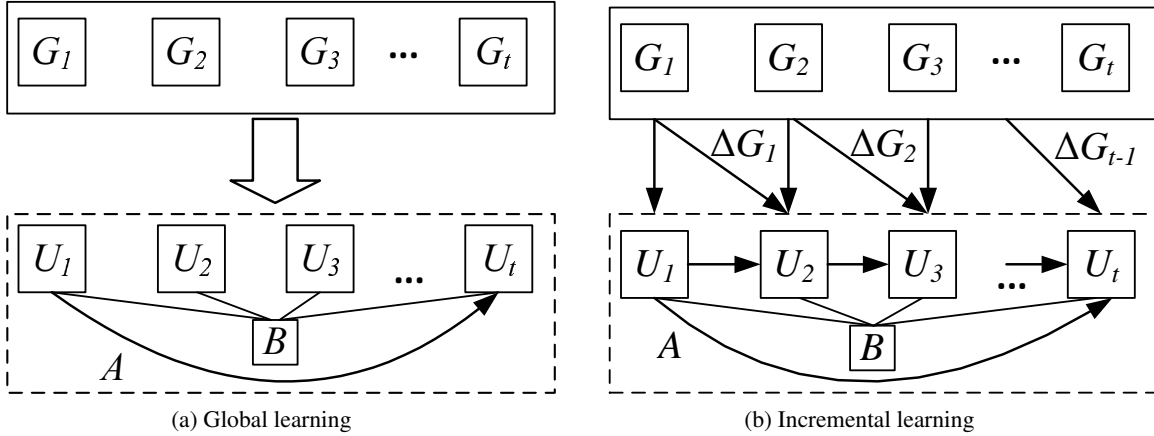 G1 G2 G3 ... Gt
U1 U2 U3 ... Ut
B
A
(a) Global learning
G1 G2 G3 ... Gt
ΔG1 ΔG2 ΔGt-1
U1 U2 U3 ... Ut
A B
(b) Incremental learning